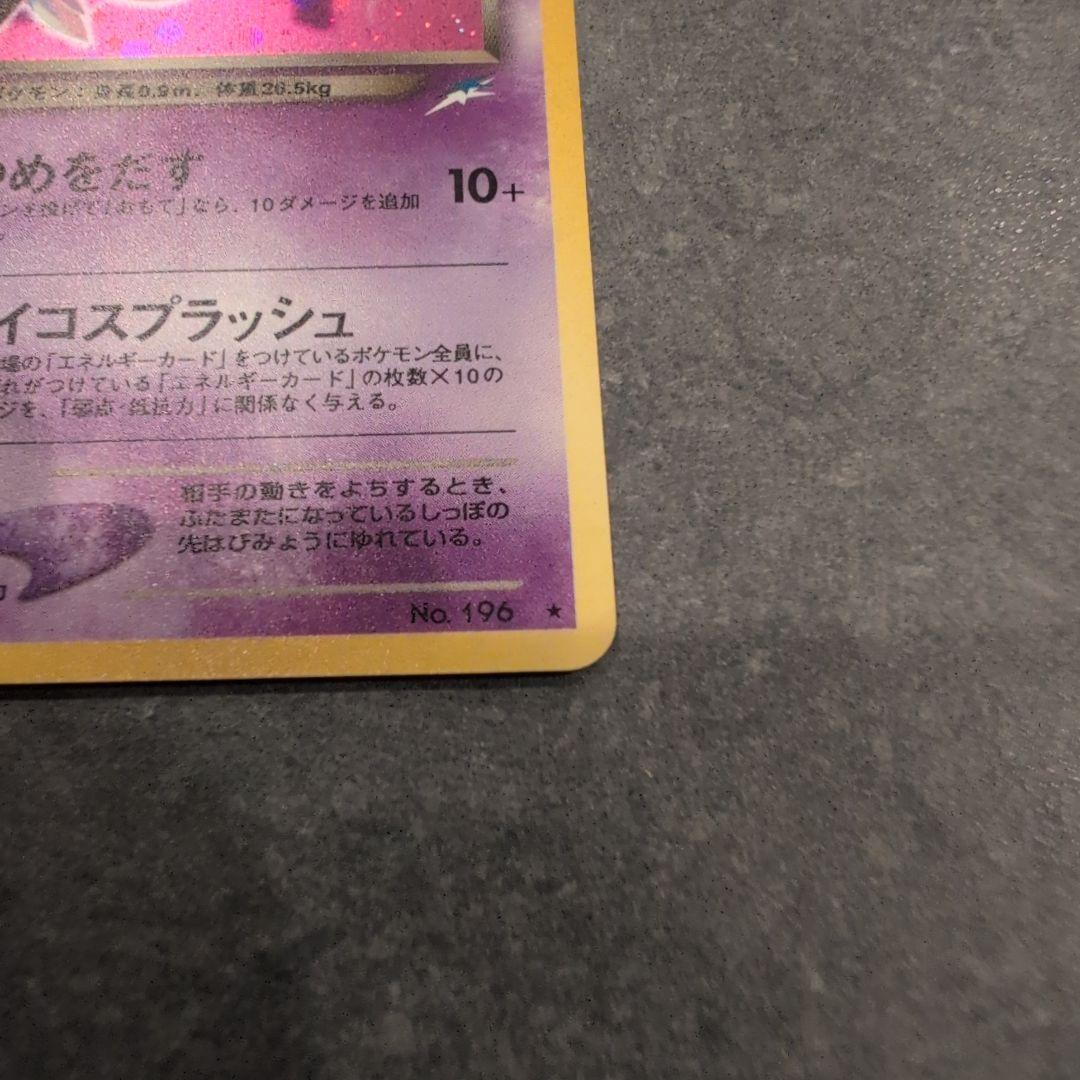 ケモン：身長0.9m、体重26.5kg
めをだす
10+
ンを投げて「おもて」なら、10ダメージを追加
。
イコスプラッシュ
場の「エネルギーカード」をつけているポケモン全員に、
れがつけている「エネルギーカード」の枚数×10の
ジを、「弱点・抵抗力」に関係なく与える。
相手の動きをよちするとき、
ふたまたになっているしっぽの
先はびみょうにゆれている。
No. 196 ★